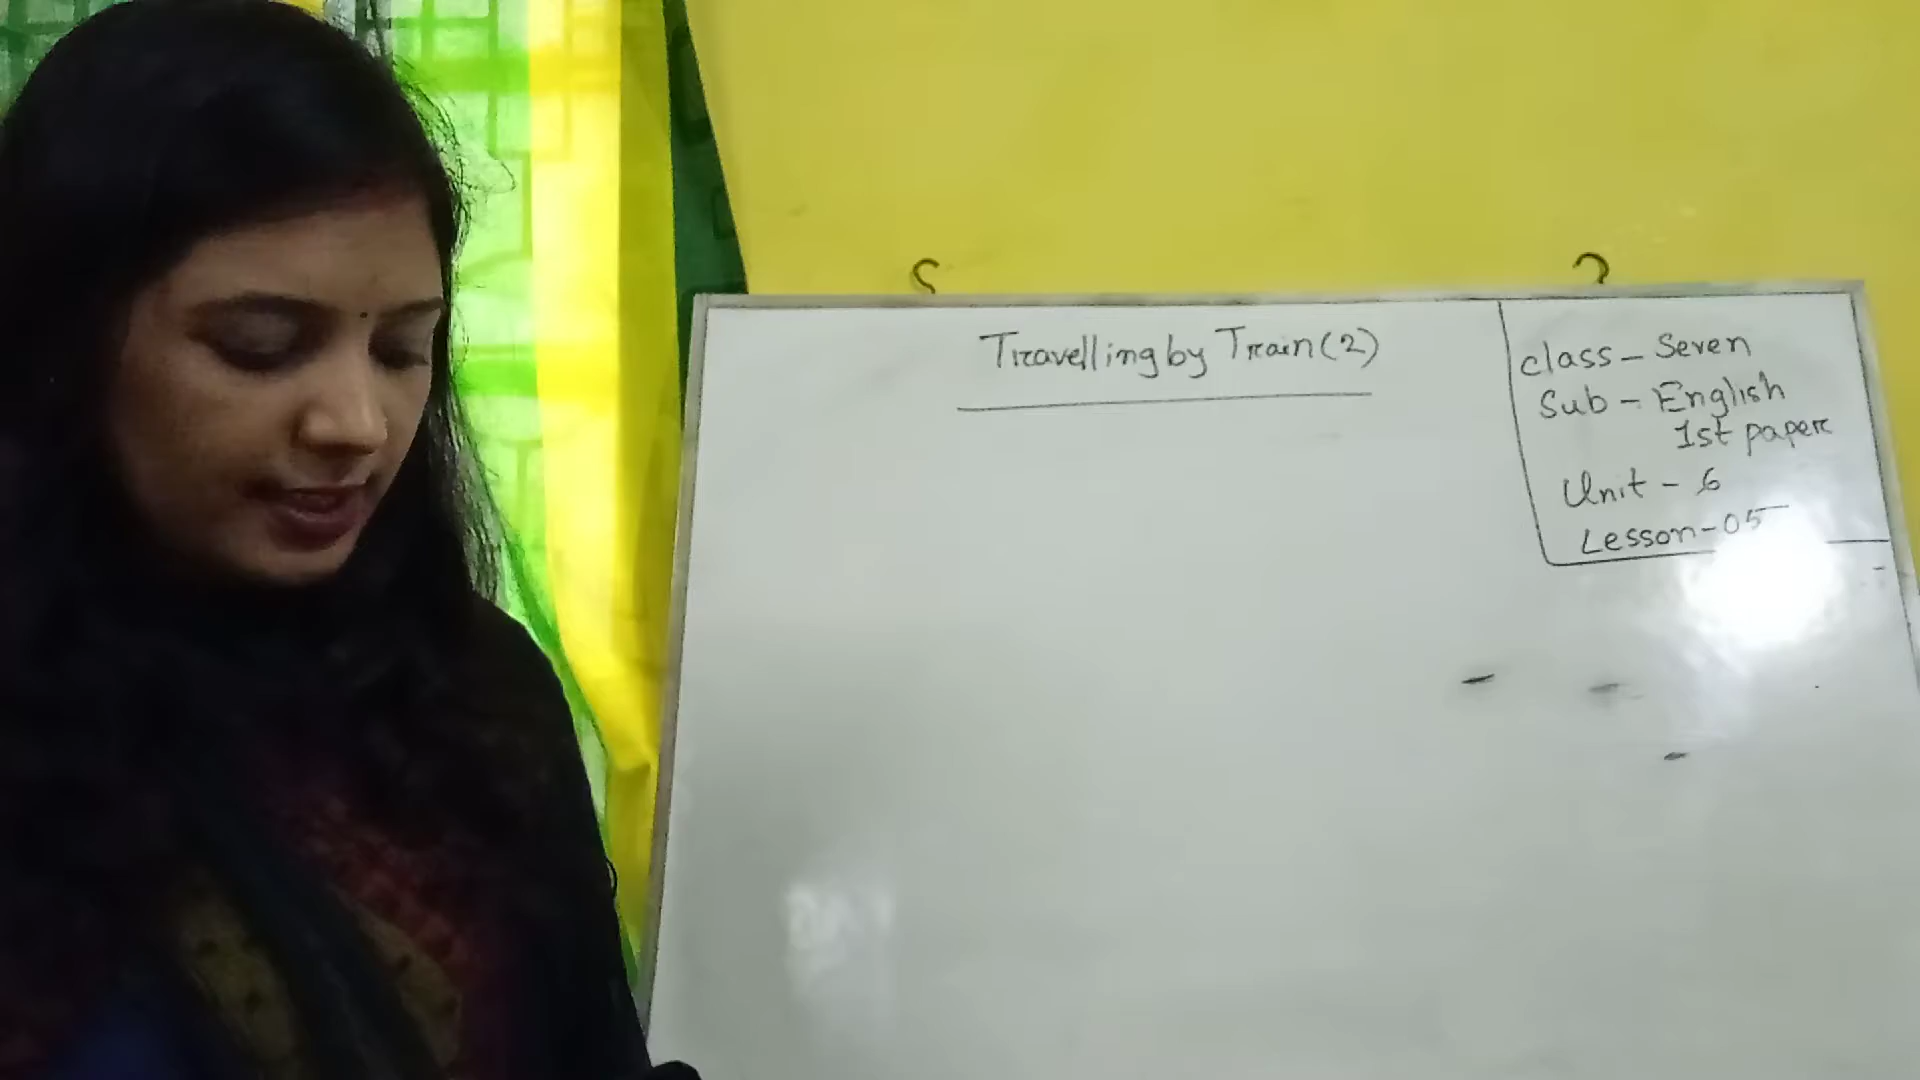 Travelling by Train (2)
class - Seven
Sub - English
1st paper
Unit - 6
Lesson - 05